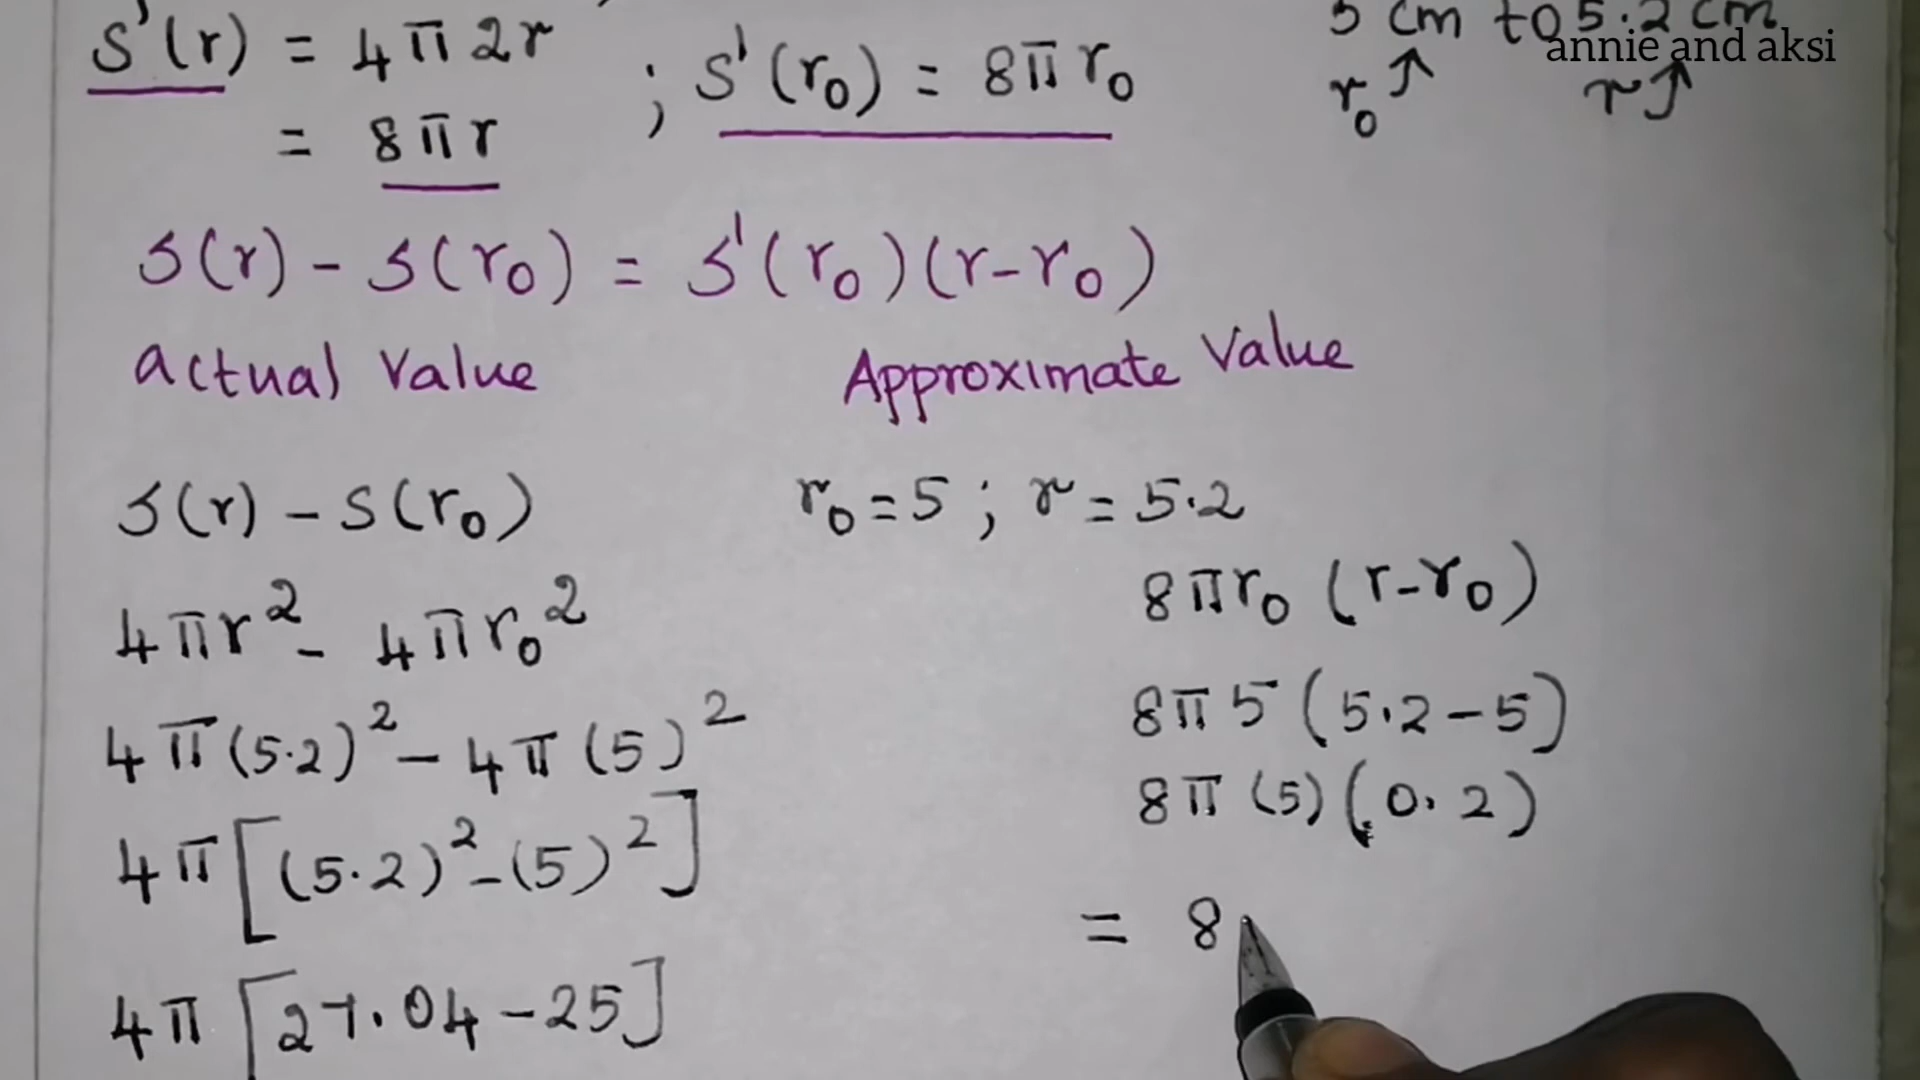 S'(r) = 4π2r ; S'(r₀) = 8πr₀
= 8πr
5 cm to 5.2 cm
r₀↑ r↑
annie and aksi
S(r) - S(r₀) = S'(r₀)(r-r₀)
actual Value Approximate Value
S(r) - S(r₀) r₀=5 ; r=5.2
8πr₀ (r-r₀)
4πr² - 4πr₀²
8π5 (5.2-5)
4π(5.2)² - 4π(5)²
8π (5)(0.2)
4π[(5.2)²-(5)²]
= 8
4π [27.04-25]